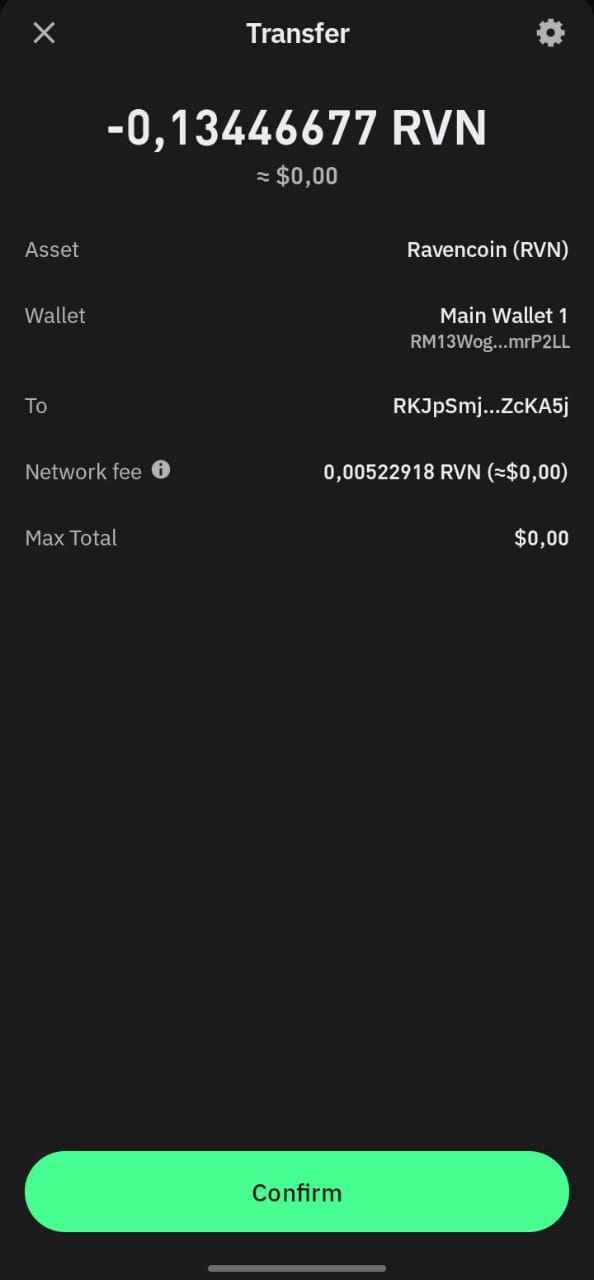 Transfer
-0,13446677 RVN
≈ $0,00
Asset Ravencoin (RVN)
Wallet Main Wallet 1
RM13Wog...mrP2LL
To RKJpSmj...ZcKA5j
Network fee 0,00522918 RVN (≈$0,00)
Max Total $0,00
Confirm